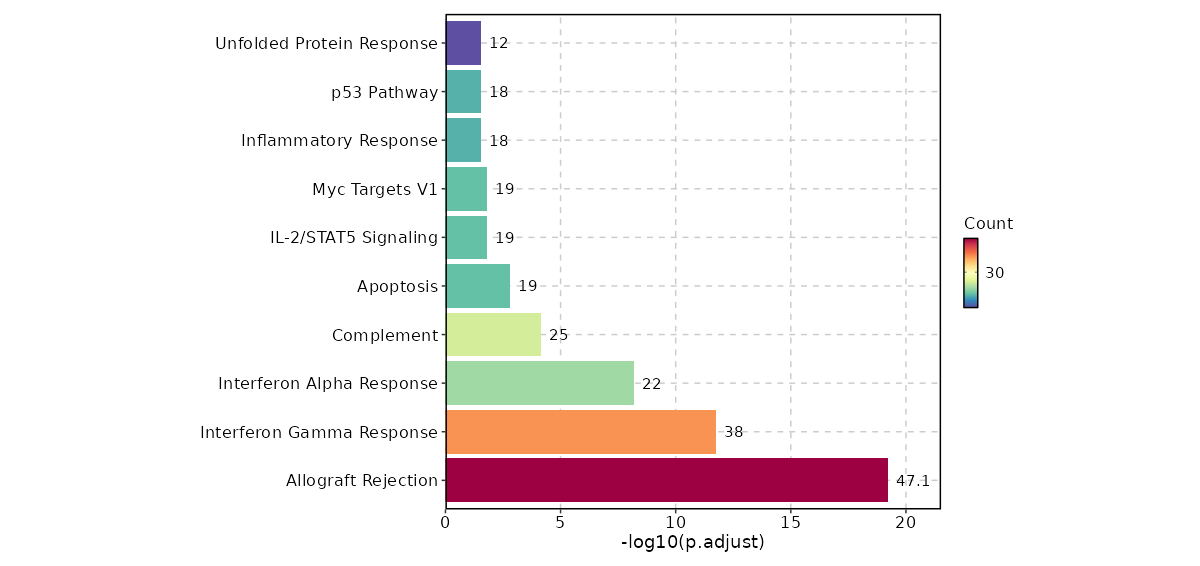 Unfolded Protein Response 12
p53 Pathway 18
Inflammatory Response 18
Myc Targets V1 19
IL-2/STAT5 Signaling 19
Apoptosis 19
Complement 25
Interferon Alpha Response 22
Interferon Gamma Response 38
Allograft Rejection 47.1
0 5 10 15 20
-log10(p.adjust)
Count
30